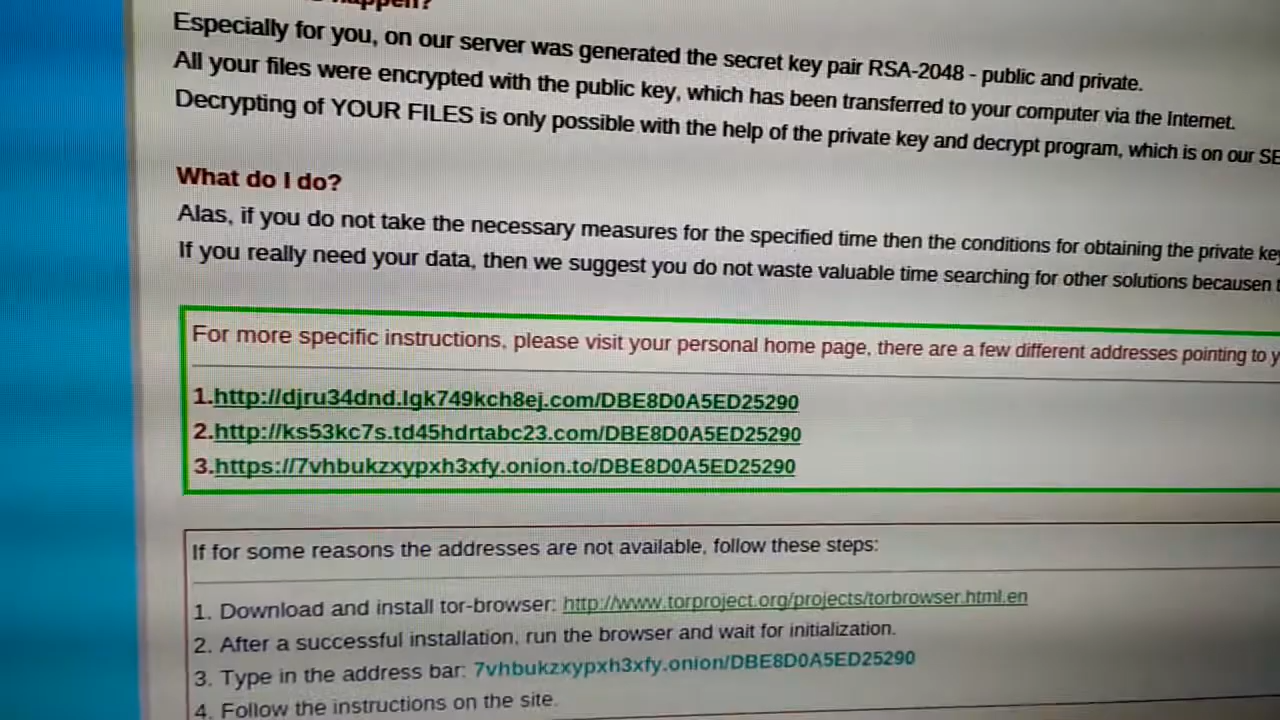 happen?
Especially for you, on our server was generated the secret key pair RSA-2048 - public and private.
All your files were encrypted with the public key, which has been transferred to your computer via the Internet.
Decrypting of YOUR FILES is only possible with the help of the private key and decrypt program, which is on our
What do I do?
Alas, if you do not take the necessary measures for the specified time then the conditions for obtaining the private key
If you really need your data, then we suggest you do not waste valuable time searching for other solutions becausen
For more specific instructions, please visit your personal home page, there are a few different addresses pointing to
1.http://djru34dnd.lgk749kch8ej.com/DBE8D0A5ED25290
2.http://ks53kc7s.td45hdrtabc23.com/DBE8D0A5ED25290
3.https://7vhbukzxypxh3xfy.onion.to/DBE8D0A5ED25290
If for some reasons the addresses are not available, follow these steps:
1. Download and install tor-browser: http://www.torproject.org/projects/torbrowser.html.en
2. After a successful installation, run the browser and wait for initialization.
3. Type in the address bar: 7vhbukzxypxh3xfy.onion/DBE8D0A5ED25290
4. Follow the instructions on the site.